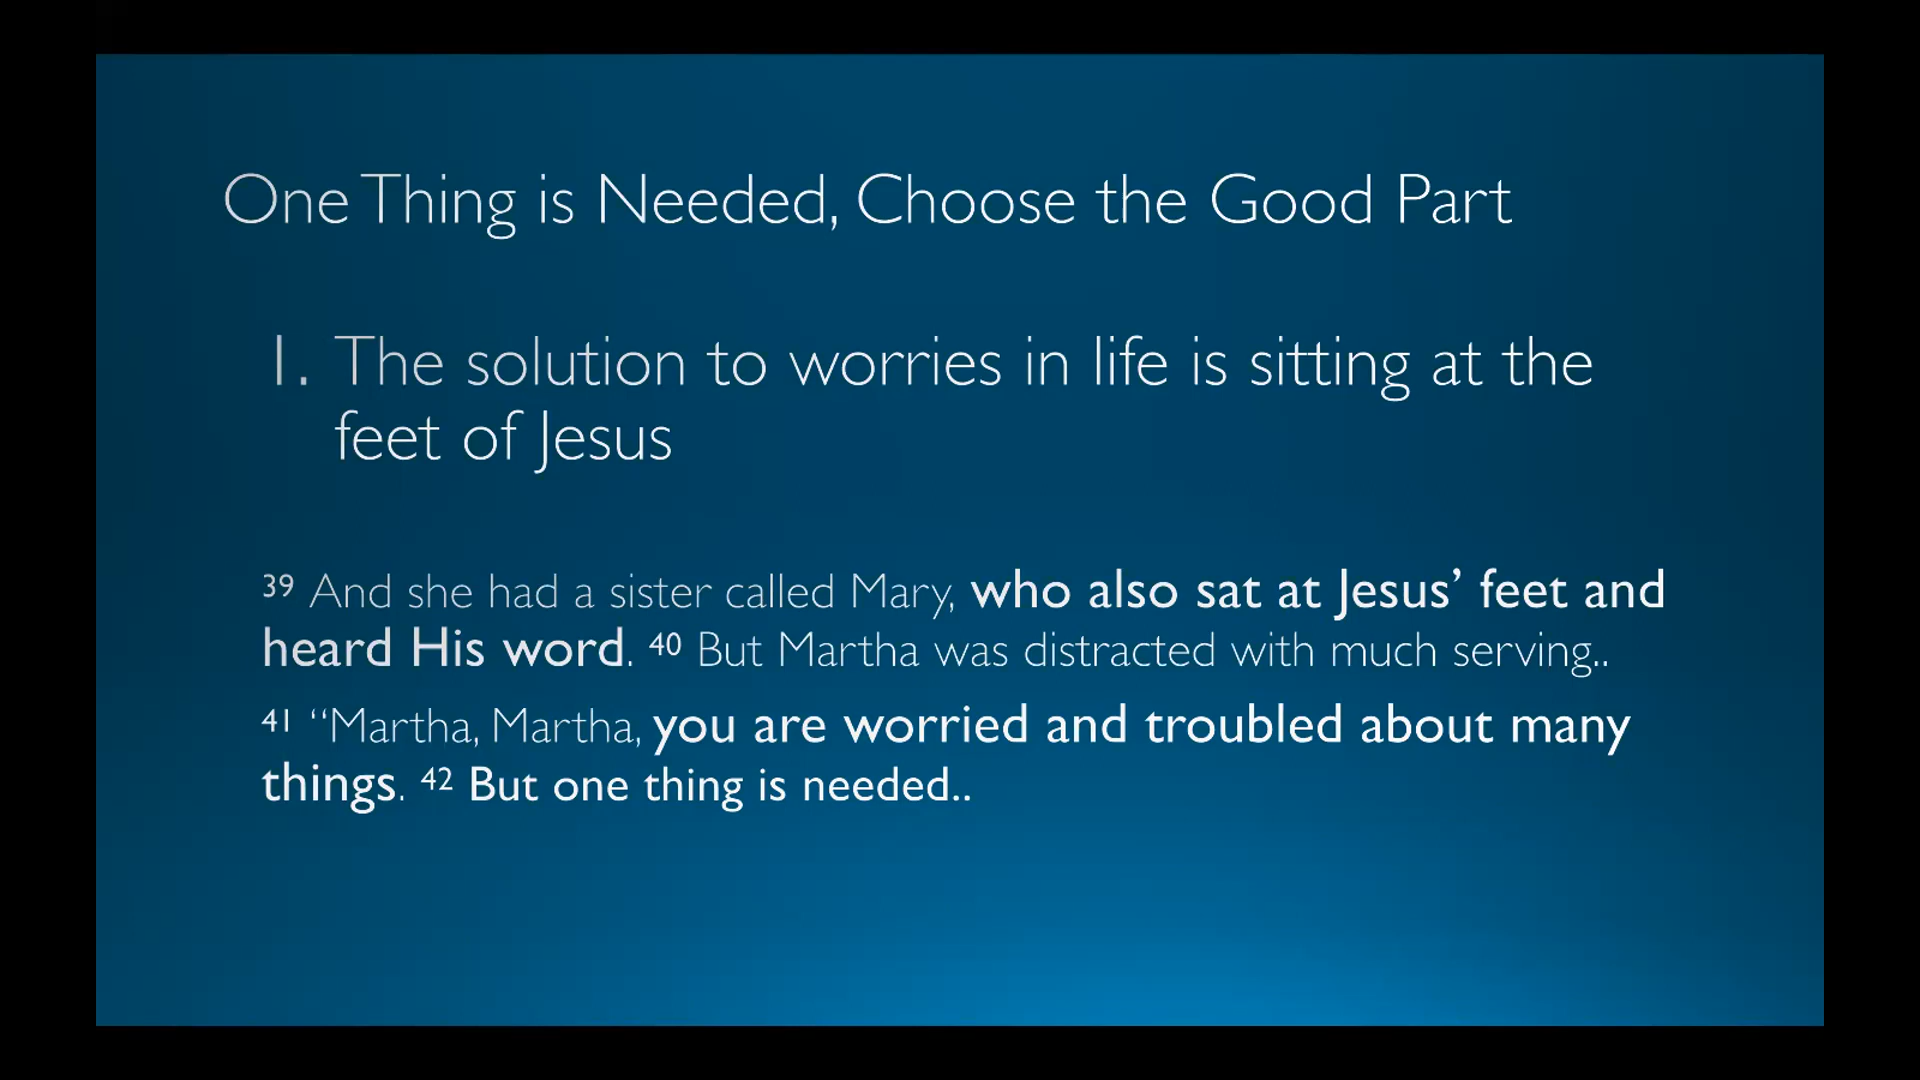 One Thing is Needed, Choose the Good Part
1. The solution to worries in life is sitting at the
feet of Jesus
39 And she had a sister called Mary, who also sat at Jesus’ feet and
heard His word. 40 But Martha was distracted with much serving..
41 “Martha, Martha, you are worried and troubled about many
things. 42 But one thing is needed..